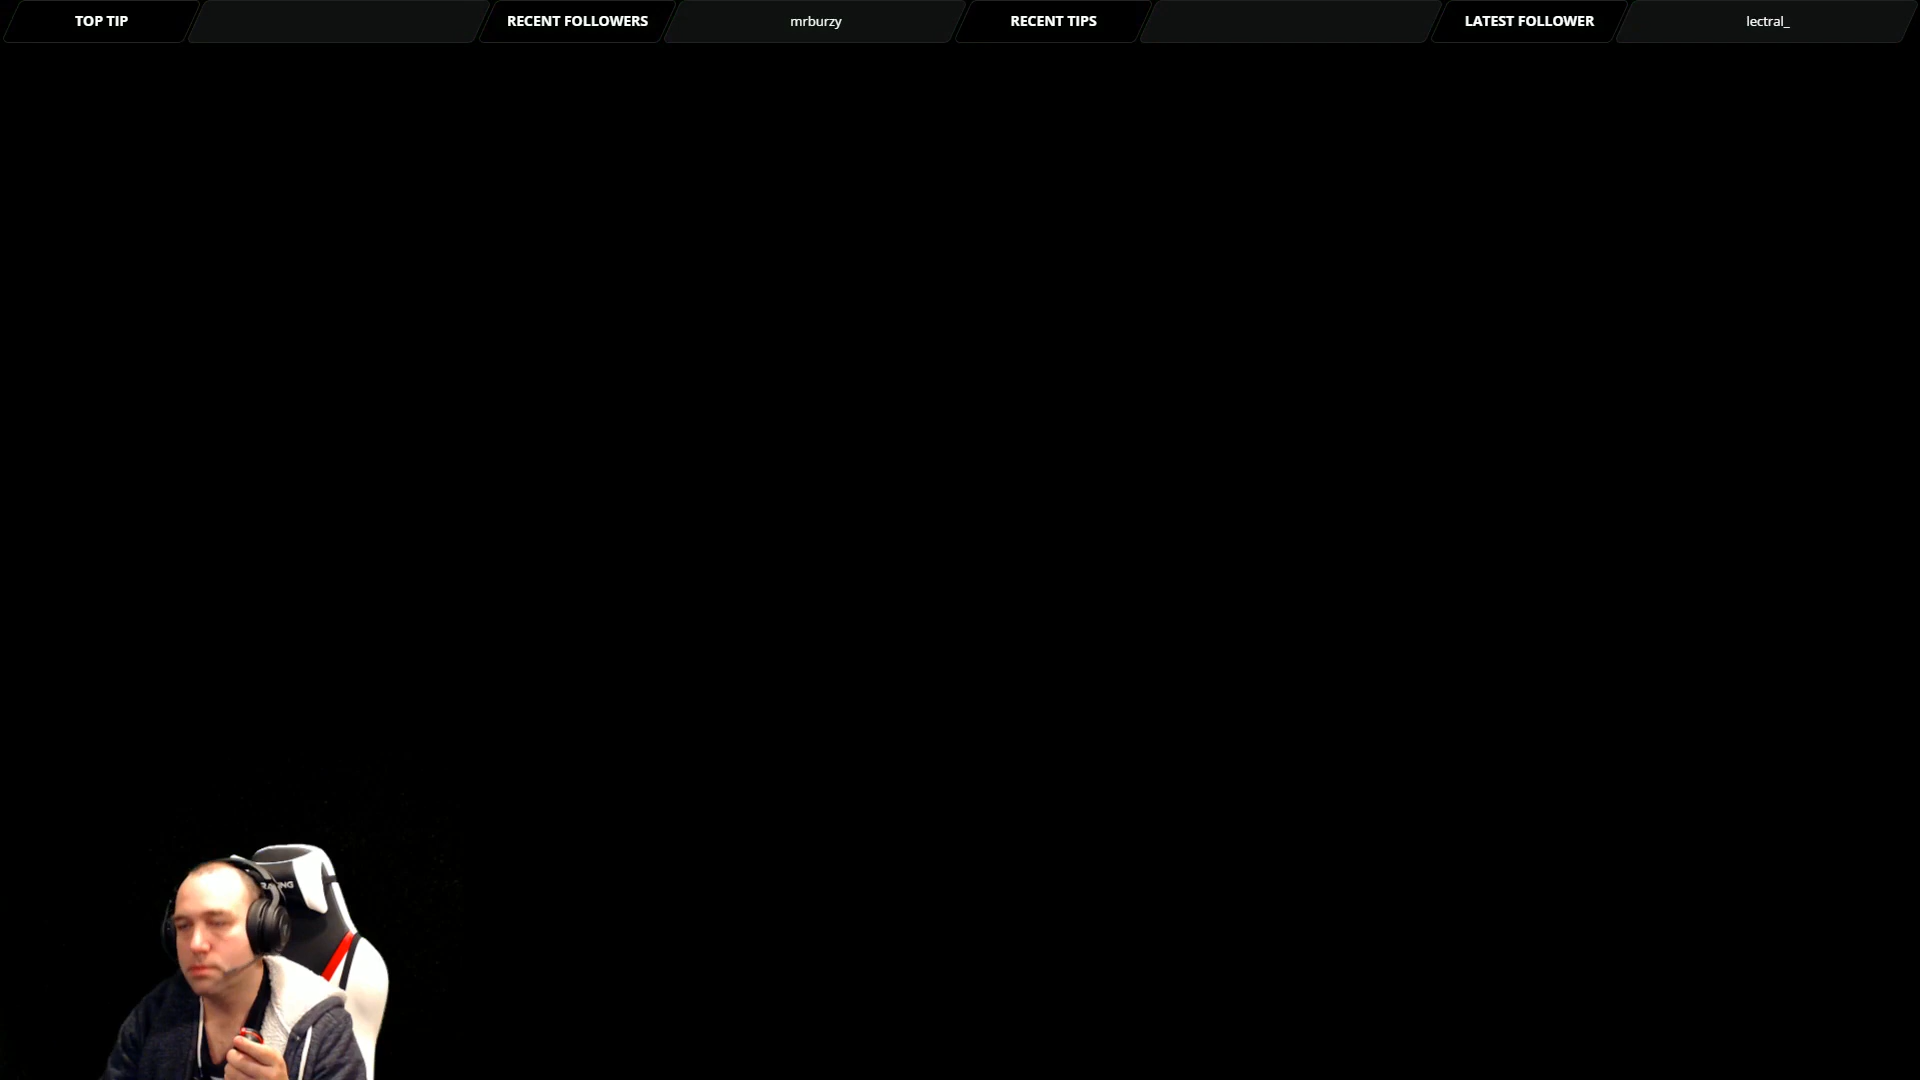 TOP TIP
RECENT FOLLOWERS
mrburzy
RECENT TIPS
LATEST FOLLOWER
lectral_